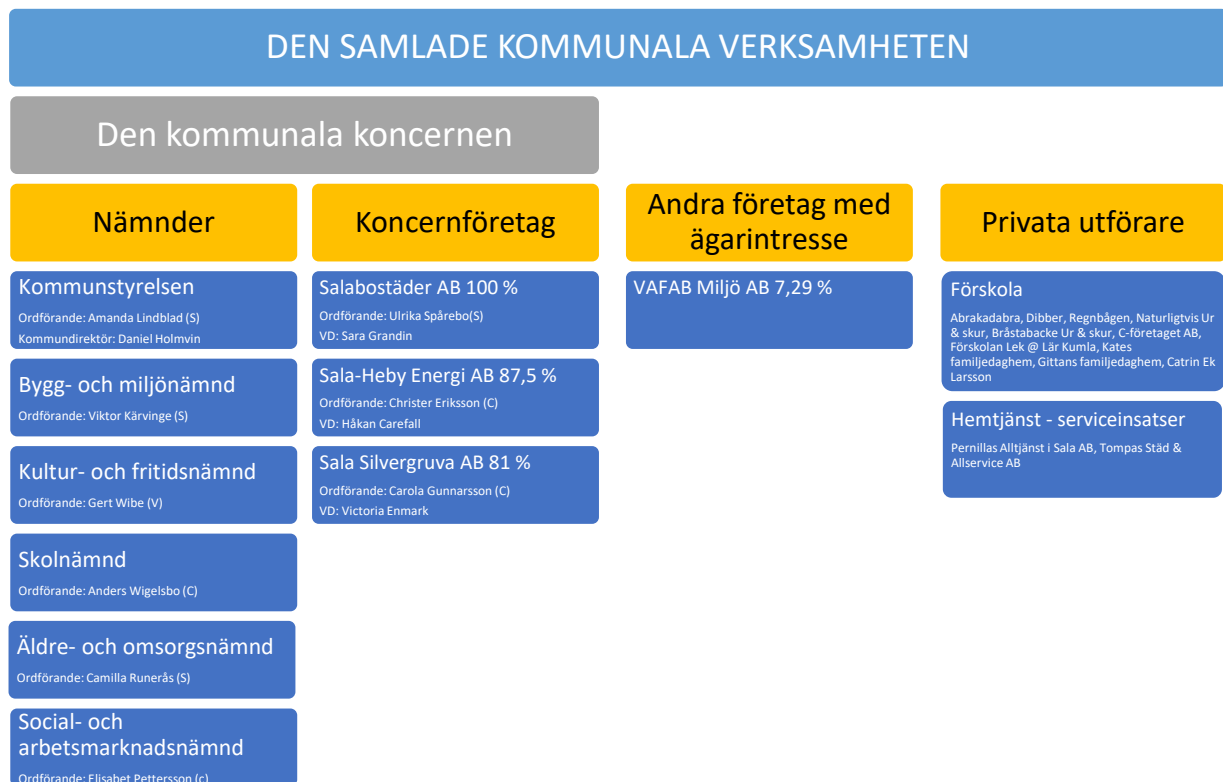 DEN SAMLADE KOMMUNALA VERKSAMHETEN
Den kommunala koncernen
Nämnder
Kommunstyrelsen
Ordförande: Amanda Lindblad (S)
Kommundirektör: Daniel Holmvin
Bygg- och miljönämnd
Ordförande: Viktor Kärvinge (S)
Kultur- och fritidsnämnd
Ordförande: Gert Wibe (V)
Skolnämnd
Ordförande: Anders Wigelsbo (C)
Äldre- och omsorgsnämnd
Ordförande: Camilla Runerås (S)
Social- och
arbetsmarknadsnämnd
Ordförande: Elisabet Pettersson (c)
Koncernföretag
Salabostäder AB 100 %
Ordförande: Ulrika Spårebo(S)
VD: Sara Grandin
Sala-Heby Energi AB 87,5 %
Ordförande: Christer Eriksson (C)
VD: Håkan Carefall
Sala Silvergruva AB 81 %
Ordförande: Carola Gunnarsson (C)
VD: Victoria Enmark
Andra företag med
ägarintresse
VAFAB Miljö AB 7,29 %
Privata utförare
Förskola
Abrakadabra, Dibber, Regnbågen, Naturligtvis Ur
& skur, Bråstabacke Ur & skur, C-företaget AB,
Förskolan Lek @ Lär Kumla, Kates
familjedaghem, Gittans familjedaghem, Catrin Ek
Larsson
Hemtjänst - serviceinsatser
Pernillas Alltjänst i Sala AB, Tompas Städ &
Allservice AB